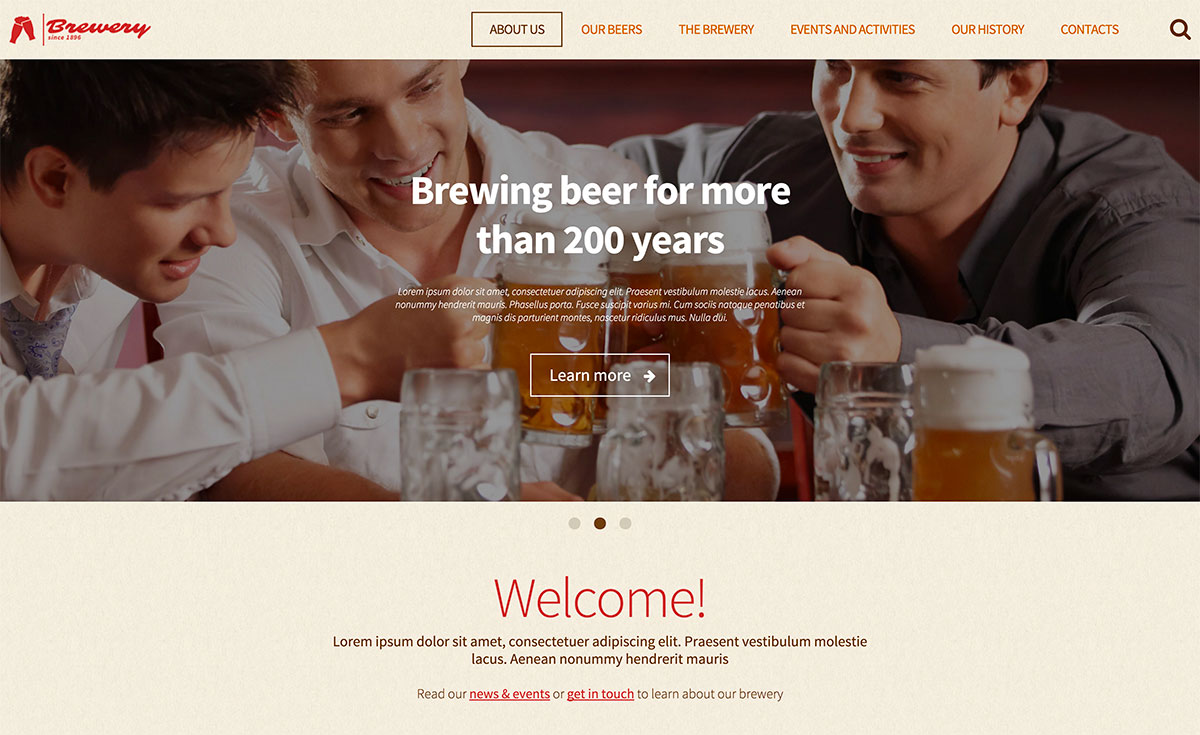 Brewery
since 1896
ABOUT US
OUR BEERS
THE BREWERY
EVENTS AND ACTIVITIES
OUR HISTORY
CONTACTS
Brewing beer for more
than 200 years
Lorem ipsum dolor sit amet, consectetuer adipiscing elit. Praesent vestibulum molestie lacus. Aenean
nonummy hendrerit mauris. Phasellus porta. Fusce suscipit varius mi. Cum sociis natoque penatibus et
magnis dis parturient montes, nascetur ridiculus mus. Nulla dui.
Learn more
Welcome!
Lorem ipsum dolor sit amet, consectetuer adipiscing elit. Praesent vestibulum molestie
lacus. Aenean nonummy hendrerit mauris
Read our news & events or get in touch to learn about our brewery